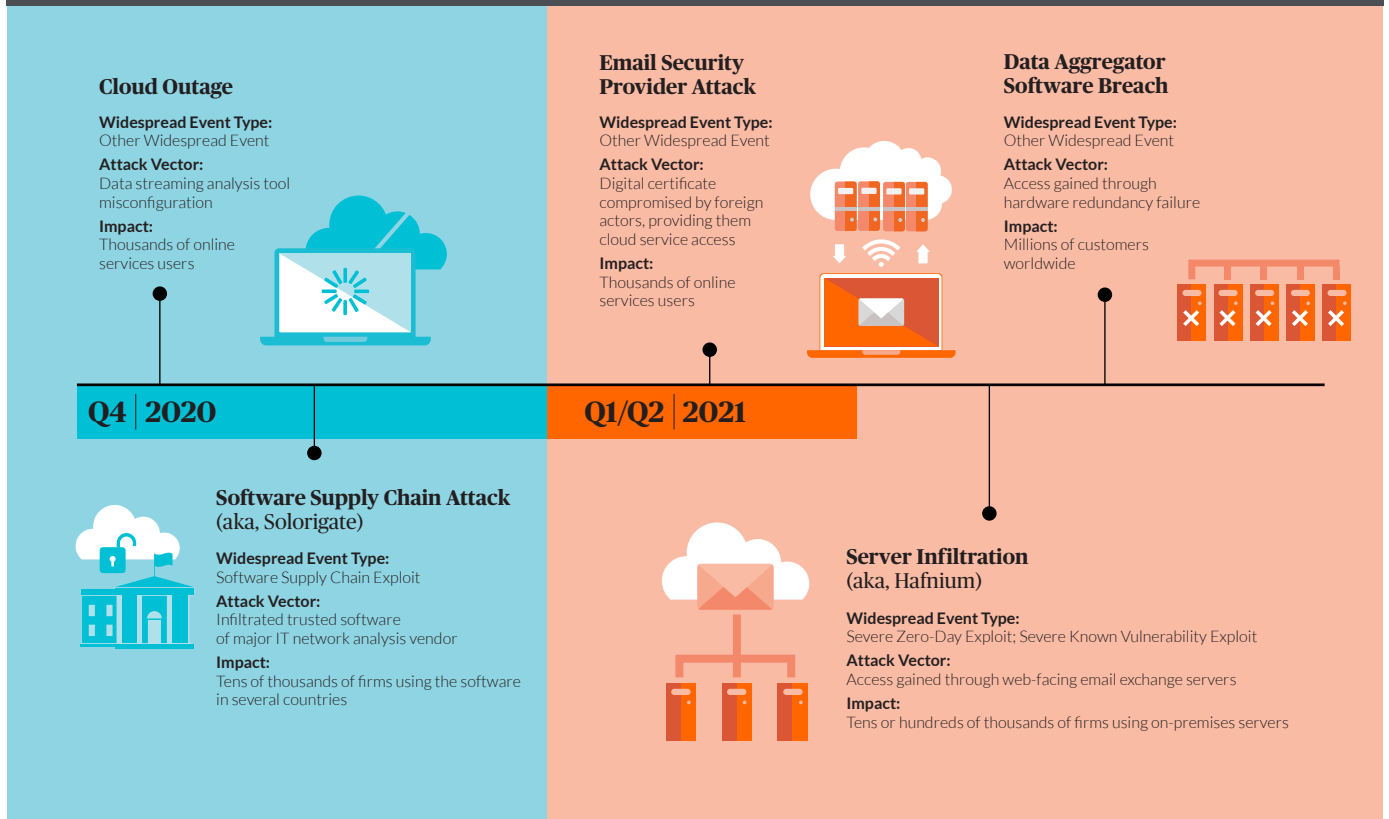 Cloud Outage
Widespread Event Type:
Other Widespread Event
Attack Vector:
Data streaming analysis tool
misconfiguration
Impact:
Thousands of online
services users
Email Security
Provider Attack
Widespread Event Type:
Other Widespread Event
Attack Vector:
Digital certificate
compromised by foreign
actors, providing them
cloud service access
Impact:
Thousands of online
services users
Data Aggregator
Software Breach
Widespread Event Type:
Other Widespread Event
Attack Vector:
Access gained through
hardware redundancy failure
Impact:
Millions of customers
worldwide
Q4 | 2020
Q1/Q2 | 2021
Software Supply Chain Attack
(aka, Solorigate)
Widespread Event Type:
Software Supply Chain Exploit
Attack Vector:
Infiltrated trusted software
of major IT network analysis vendor
Impact:
Tens of thousands of firms using the software
in several countries
Server Infiltration
(aka, Hafnium)
Widespread Event Type:
Severe Zero-Day Exploit; Severe Known Vulnerability Exploit
Attack Vector:
Access gained through web-facing email exchange servers
Impact:
Tens or hundreds of thousands of firms using on-premises servers